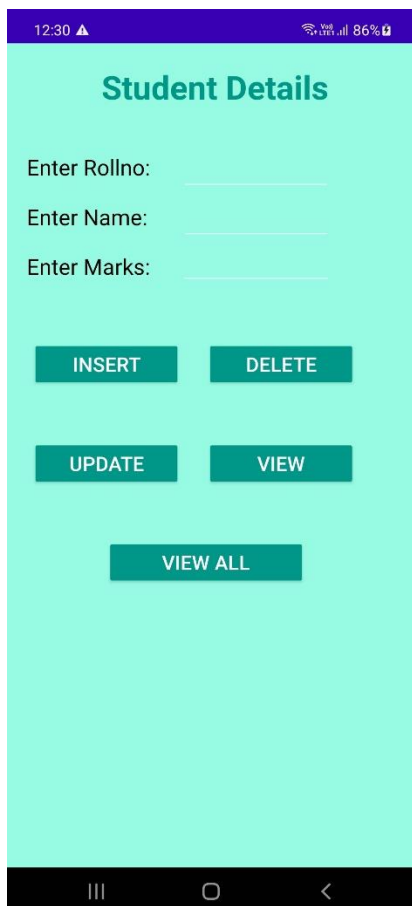 12:30 86%
Student Details
Enter Rollno:
Enter Name:
Enter Marks:
INSERT DELETE
UPDATE VIEW
VIEW ALL